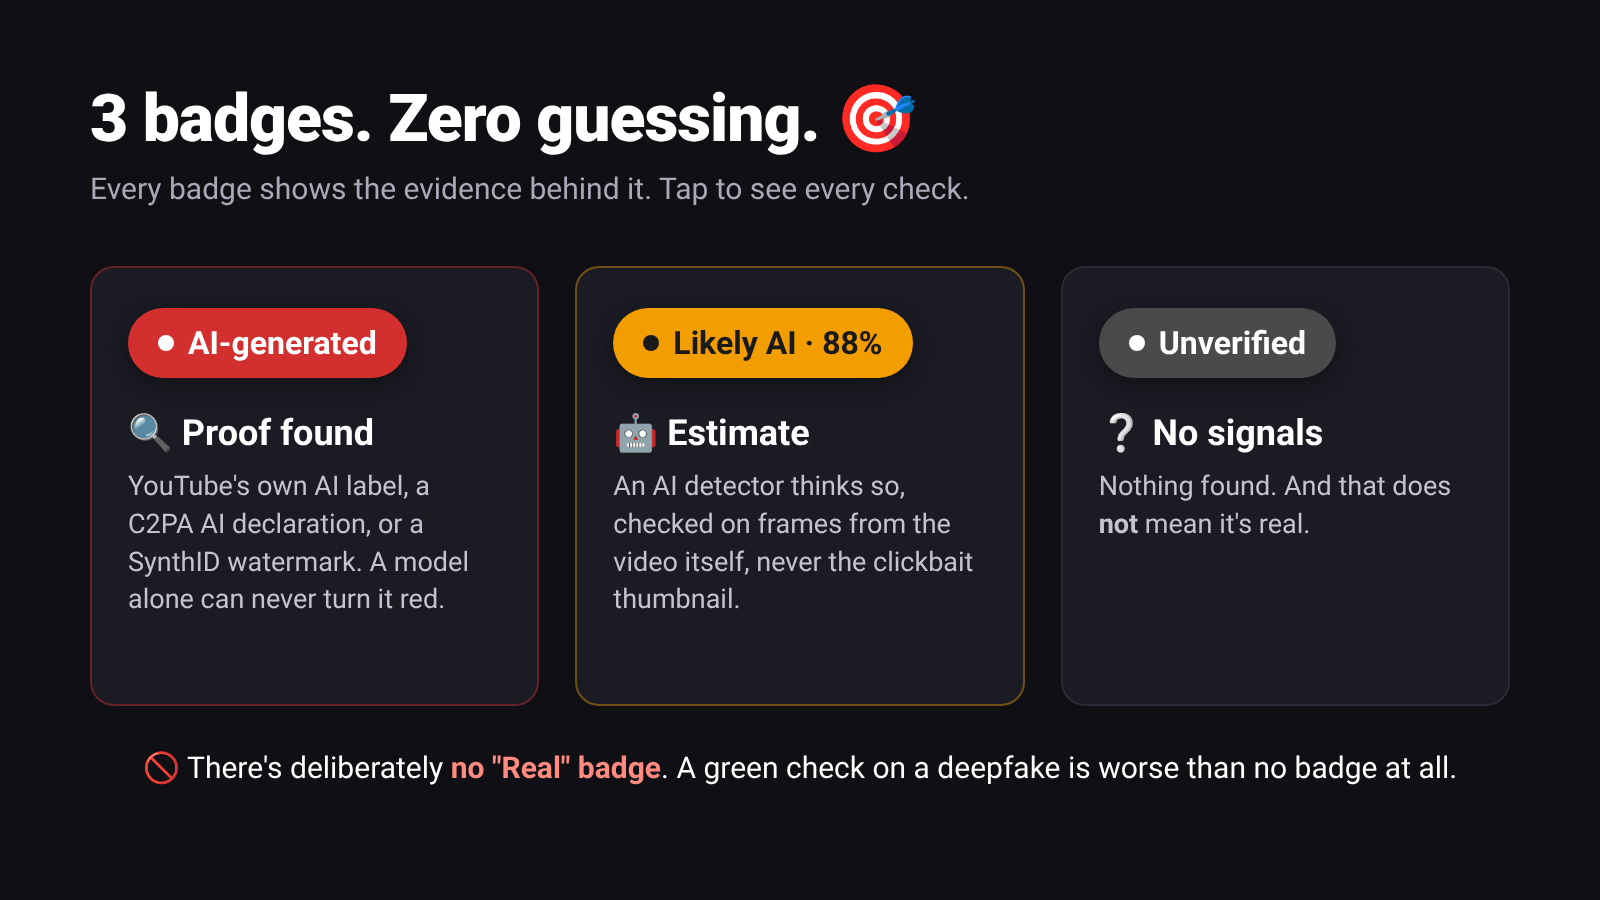 3 badges. Zero guessing. 🎯
Every badge shows the evidence behind it. Tap to see every check.
AI-generated
🔍 Proof found
YouTube's own AI label, a
C2PA AI declaration, or a
SynthID watermark. A model
alone can never turn it red.
Likely AI · 88%
🤖 Estimate
An AI detector thinks so,
checked on frames from the
video itself, never the clickbait
thumbnail.
Unverified
❔ No signals
Nothing found. And that does
not mean it's real.
🚫 There's deliberately no "Real" badge. A green check on a deepfake is worse than no badge at all.